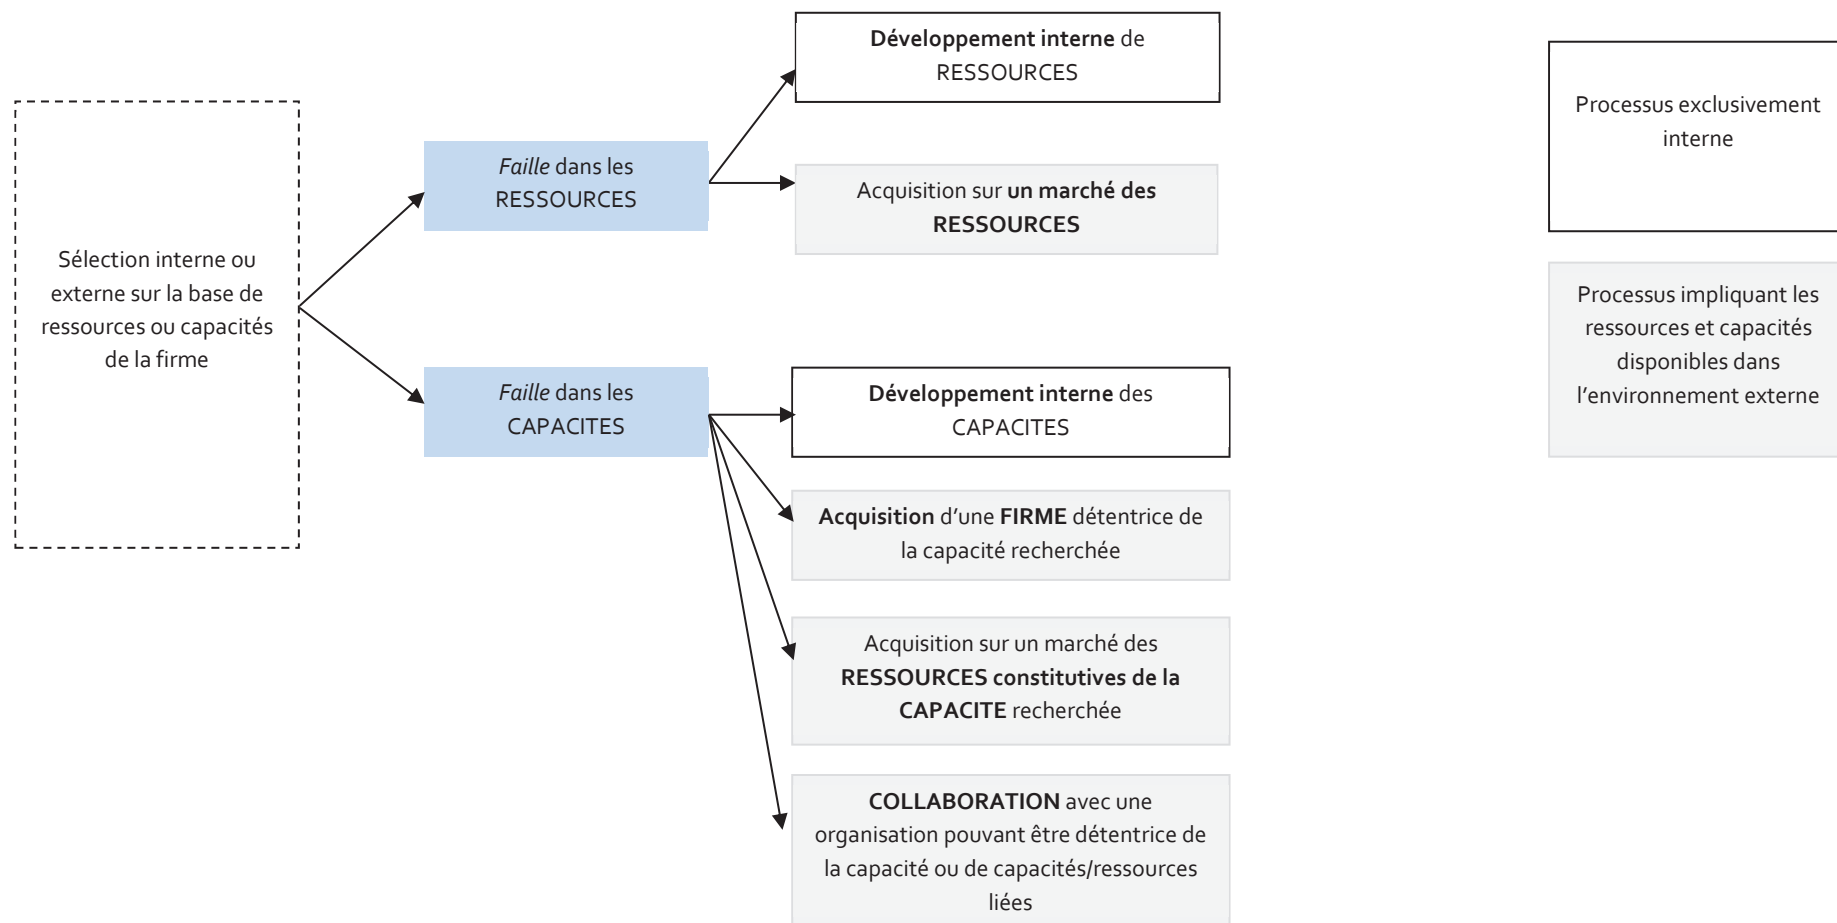 Sélection interne ou
externe sur la base de
ressources ou capacités
de la firme
Faille dans les
RESSOURCES
Faille dans les
CAPACITES
Développement interne de
RESSOURCES
Acquisition sur un marché des
RESSOURCES
Développement interne des
CAPACITES
Acquisition d'une FIRME détentrice de
la capacité recherchée
Acquisition sur un marché des
RESSOURCES constitutives de la
CAPACITE recherchée
COLLABORATION avec une
organisation pouvant être détentrice de
la capacité ou de capacités/ressources
liées
Processus exclusivement
interne
Processus impliquant les
ressources et capacités
disponibles dans
l'environnement externe